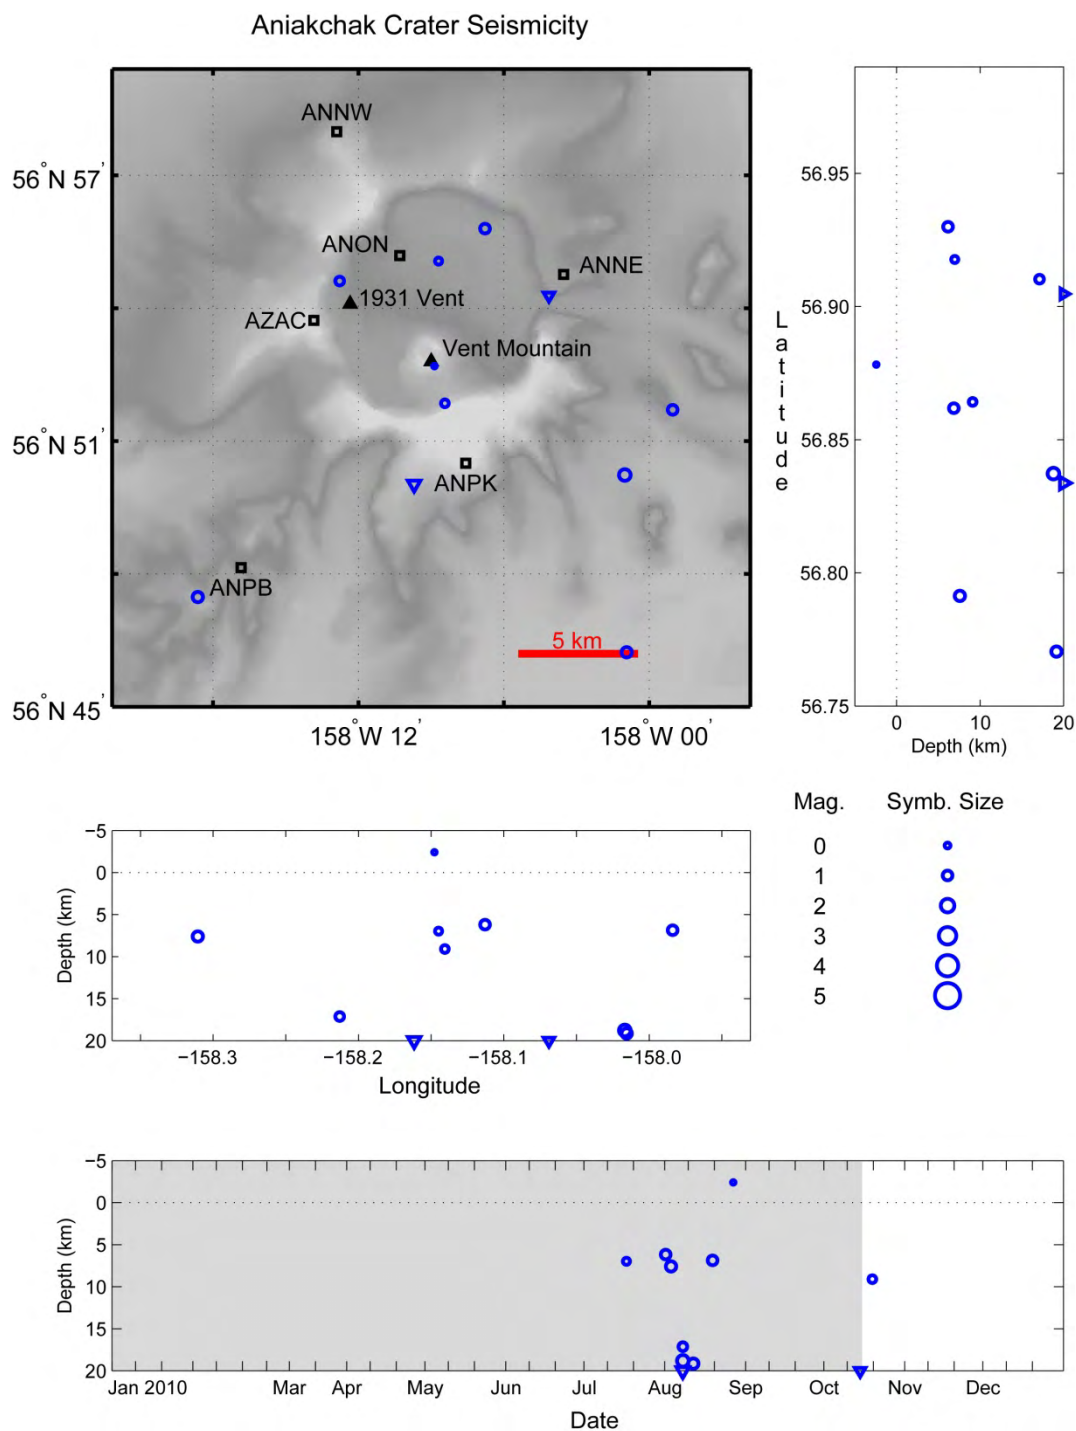 Aniakchak Crater Seismicity
ANNW
56°N 57'
ANON
ANNE
1931 Vent
AZAC
Vent Mountain
56°N 51'
ANPK
ANPB
5 km
56°N 45'
158°W 12'
158°W 00'
56.95
56.90
56.85
56.80
56.75
Latitude
0
10
20
Depth (km)
Mag.
Symb. Size
0
1
2
3
4
5
−5
0
5
10
15
20
Depth (km)
−158.3
−158.2
−158.1
−158.0
Longitude
−5
0
5
10
15
20
Depth (km)
Jan 2010
Mar
Apr
May
Jun
Jul
Aug
Sep
Oct
Nov
Dec
Date